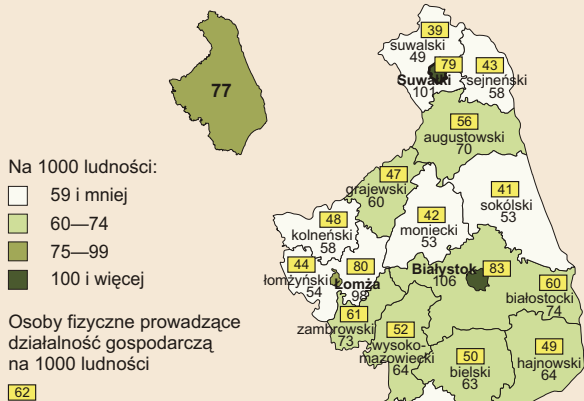 39
suwalski
49
79
Suwałki
101
43
sejneński
58
77
56
augustowski
70
Na 1000 ludności:
59 i mniej
60—74
75—99
100 i więcej
47
grajewski
60
41
sokólski
53
42
moniecki
53
48
kolneński
58
44
łomżyński
54
80
Łomża
98
Białystok
83
106
60
białostocki
74
61
zambrowski
73
52
wysoko-
mazowiecki
64
50
bielski
63
49
hajnowski
64
Osoby fizyczne prowadzące
działalność gospodarczą
na 1000 ludności
62